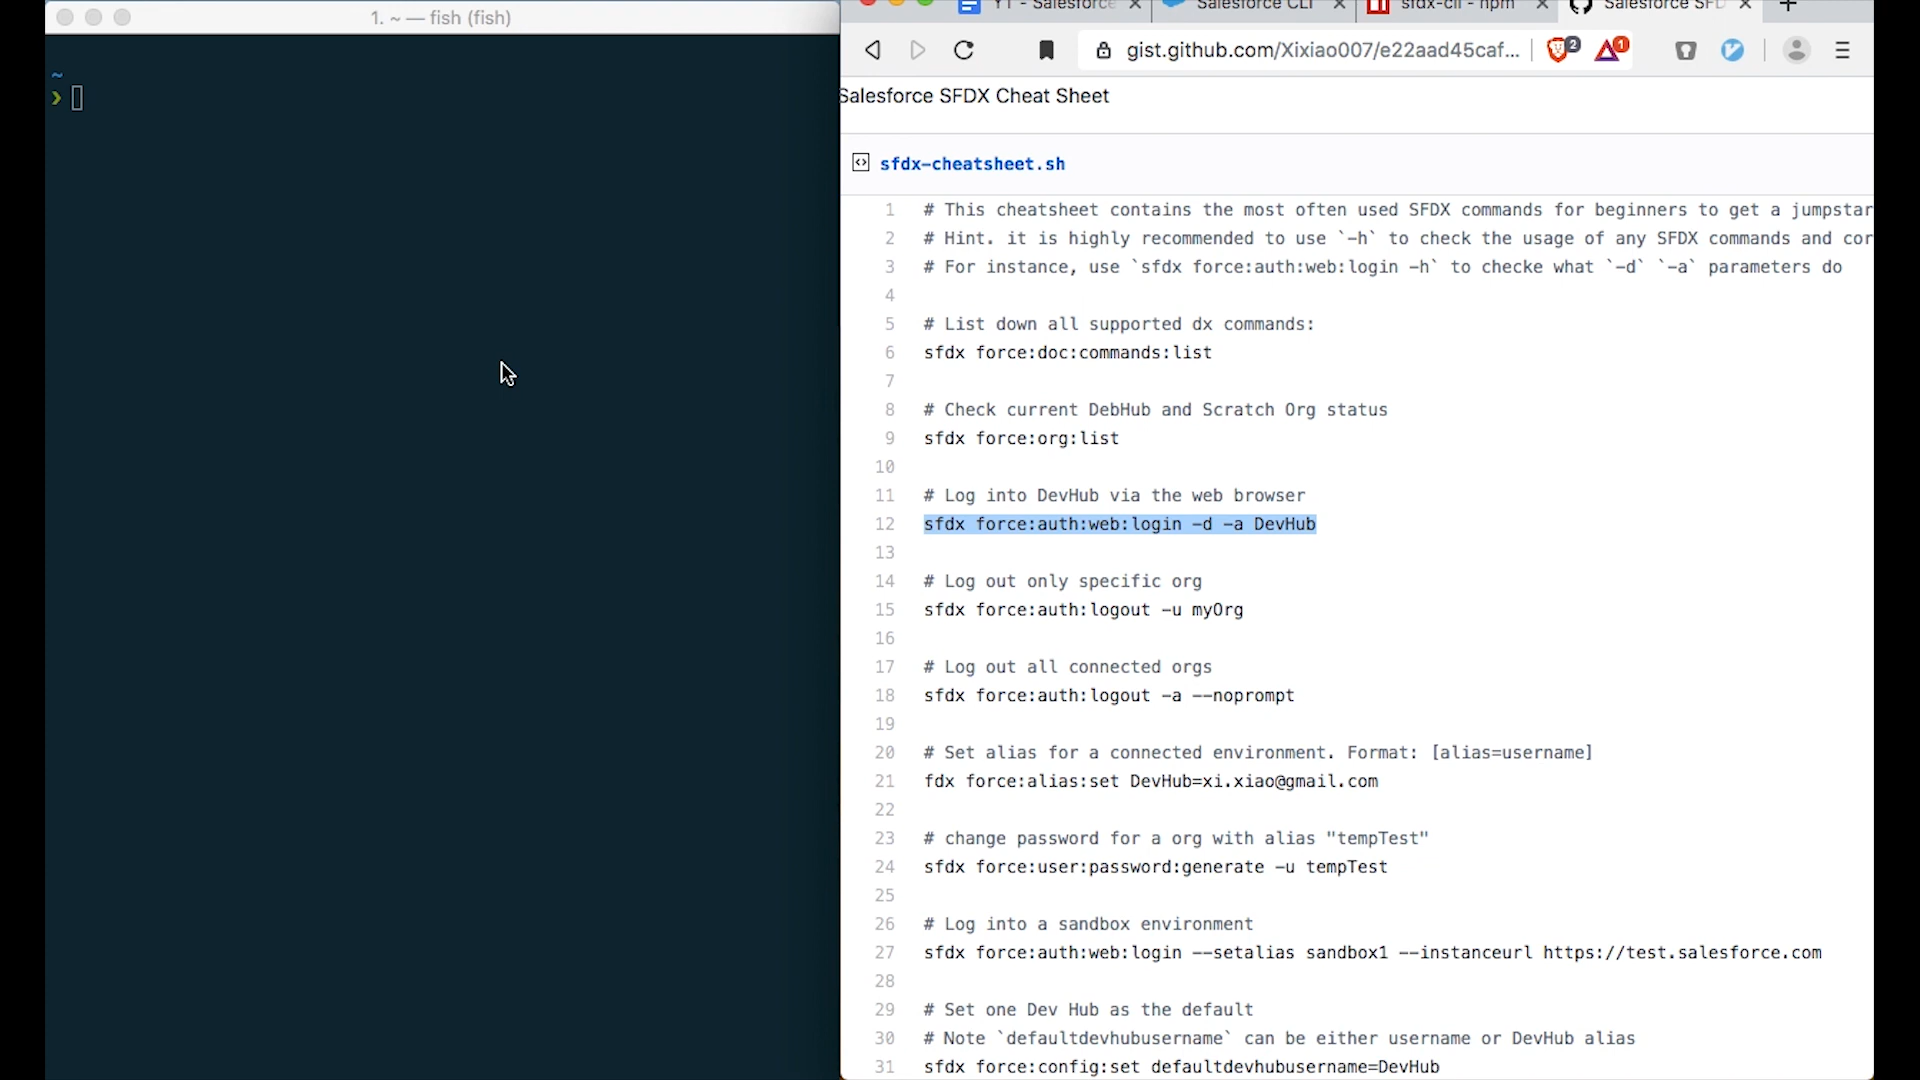 1. ~ — fish (fish)
~
❯
YT - Salesforce
Salesforce CLI
sfdx-cli - npm
Salesforce SFD
gist.github.com/Xixiao007/e22aad45caf...
2
1
Salesforce SFDX Cheat Sheet
sfdx-cheatsheet.sh
1 # This cheatsheet contains the most often used SFDX commands for beginners to get a jumpstar
2 # Hint. it is highly recommended to use `-h` to check the usage of any SFDX commands and cor
3 # For instance, use `sfdx force:auth:web:login -h` to checke what `-d` `-a` parameters do
4
5 # List down all supported dx commands:
6 sfdx force:doc:commands:list
7
8 # Check current DebHub and Scratch Org status
9 sfdx force:org:list
10
11 # Log into DevHub via the web browser
12 sfdx force:auth:web:login -d -a DevHub
13
14 # Log out only specific org
15 sfdx force:auth:logout -u myOrg
16
17 # Log out all connected orgs
18 sfdx force:auth:logout -a --noprompt
19
20 # Set alias for a connected environment. Format: [alias=username]
21 fdx force:alias:set DevHub=xi.xiao@gmail.com
22
23 # change password for a org with alias "tempTest"
24 sfdx force:user:password:generate -u tempTest
25
26 # Log into a sandbox environment
27 sfdx force:auth:web:login --setalias sandbox1 --instanceurl https://test.salesforce.com
28
29 # Set one Dev Hub as the default
30 # Note `defaultdevhubusername` can be either username or DevHub alias
31 sfdx force:config:set defaultdevhubusername=DevHub